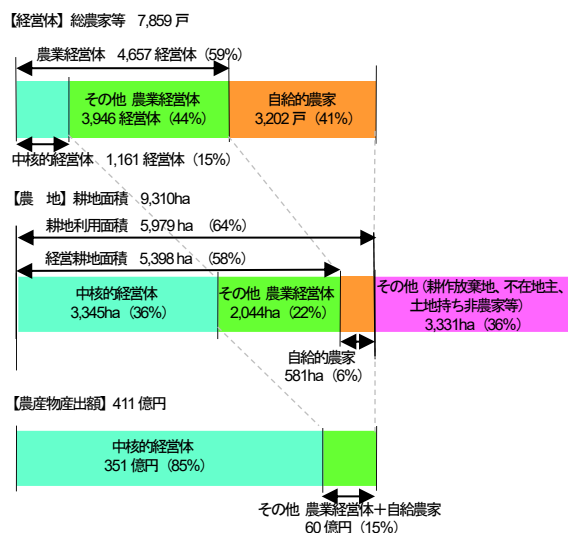 【経営体】総農家等 7,859 戸
農業経営体 4,657 経営体 (59%)
その他 農業経営体
3,946 経営体 (44%)
自給的農家
3,202 戸 (41%)
中核的経営体 1,161 経営体 (15%)
【農 地】耕地面積 9,310ha
耕地利用面積 5,979 ha (64%)
経営耕地面積 5,398 ha (58%)
中核的経営体
3,345ha (36%)
その他 農業経営体
2,044ha (22%)
その他 (耕作放棄地、不在地主、
土地持ち非農家等)
3,331ha (36%)
自給的農家
581ha (6%)
【農産物産出額】411 億円
中核的経営体
351 億円 (85%)
その他 農業経営体+自給農家
60 億円 (15%)